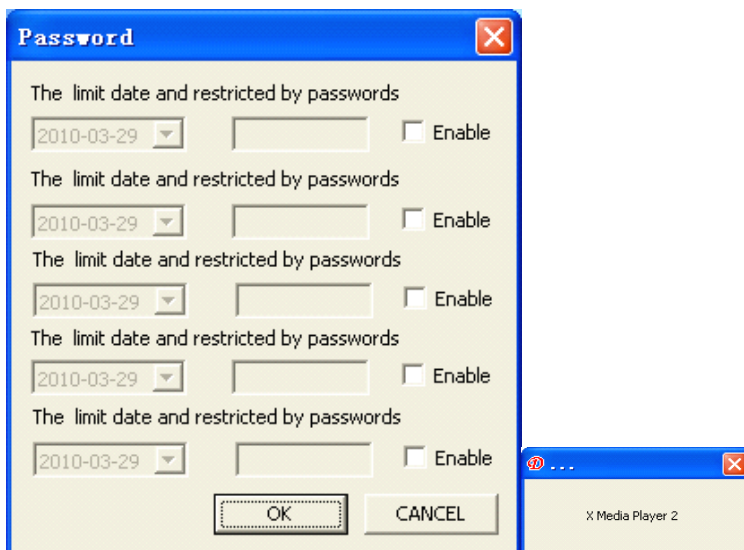 Password
The limit date and restricted by passwords
2010-03-29 Enable
The limit date and restricted by passwords
2010-03-29 Enable
The limit date and restricted by passwords
2010-03-29 Enable
The limit date and restricted by passwords
2010-03-29 Enable
The limit date and restricted by passwords
2010-03-29 Enable
OK CANCEL
D ...
X Media Player 2